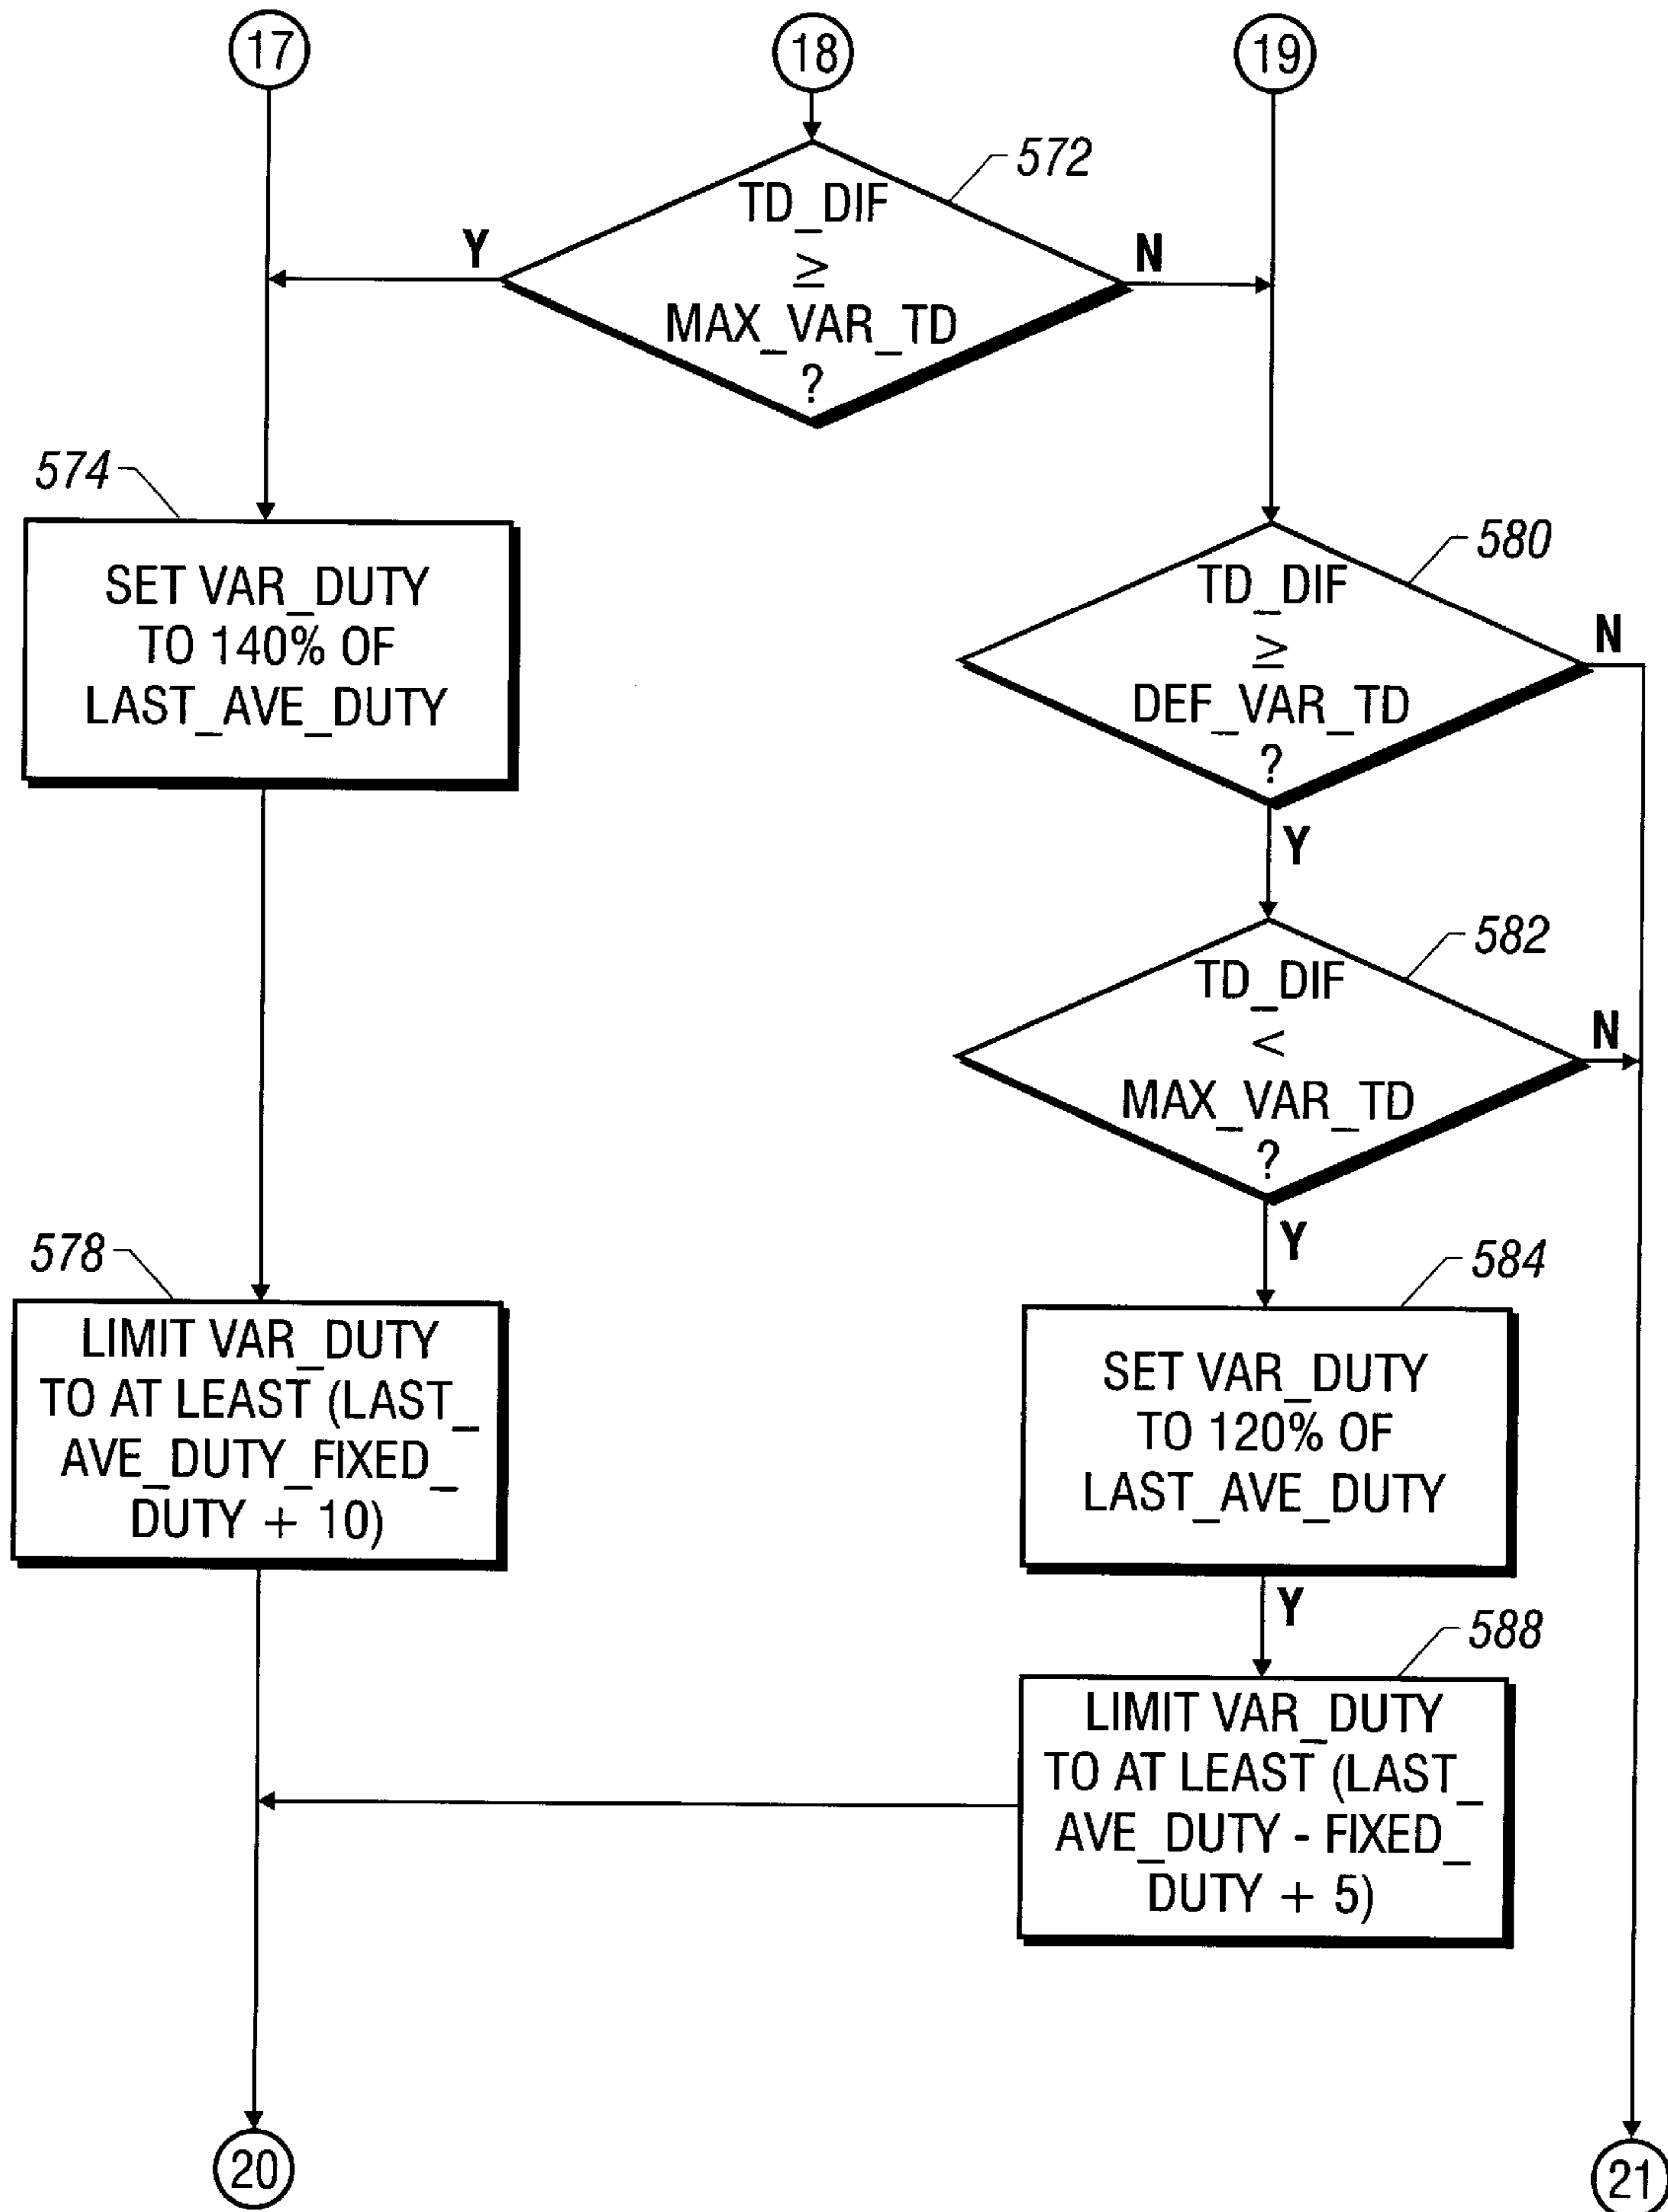 17
18
19
572
TD_DIF
≥
MAX_VAR_TD
?
Y
N
574
SET VAR_DUTY
TO 140% OF
LAST_AVE_DUTY
580
TD_DIF
≥
DEF_VAR_TD
?
N
Y
582
TD_DIF
<
MAX_VAR_TD
?
N
Y
578
LIMIT VAR_DUTY
TO AT LEAST (LAST_
AVE_DUTY_FIXED_
DUTY + 10)
584
SET VAR_DUTY
TO 120% OF
LAST_AVE_DUTY
Y
588
LIMIT VAR_DUTY
TO AT LEAST (LAST_
AVE_DUTY - FIXED_
DUTY + 5)
20
21